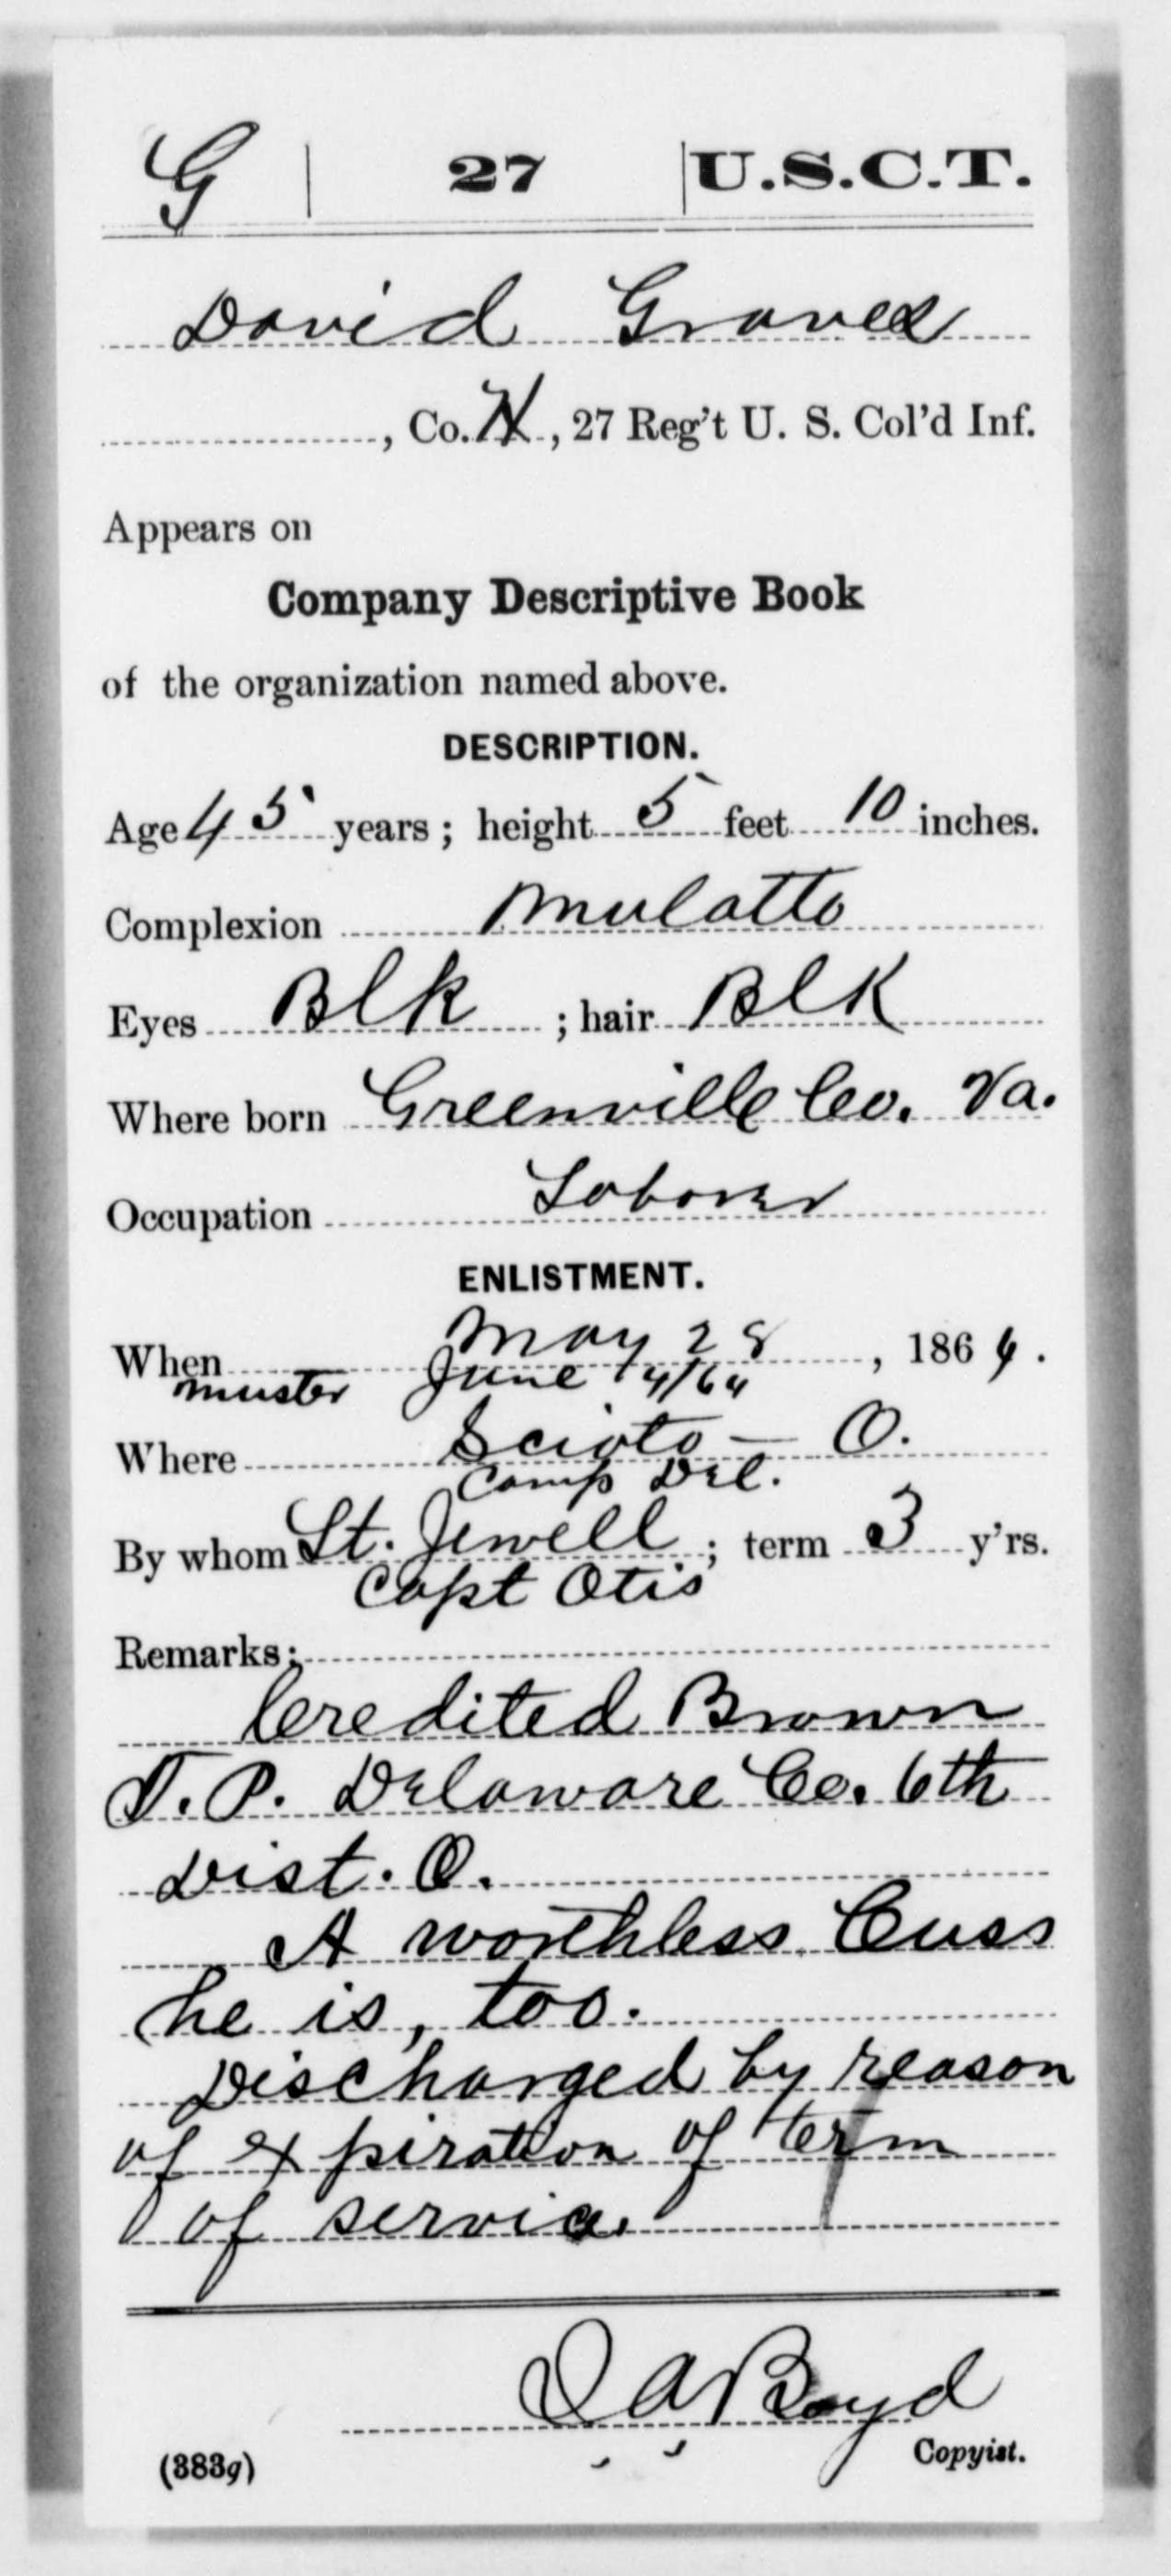 G | 27 | U.S.C.T.
David Graves
, Co. H, 27 Reg't U. S. Col'd Inf.
Appears on
Company Descriptive Book
of the organization named above.
DESCRIPTION.
Age 45 years; height 5 feet 10 inches.
Complexion Mulatto
Eyes Blk; hair Blk
Where born Greenville Co. Va.
Occupation Laborer
ENLISTMENT.
When May 28, 1864.
muster June 14/64
Where Scioto - O.
Camp Del.
By whom Lt. Jewell; term 3 y'rs.
Capt Otis
Remarks:
Credited Brown
T.P. Delaware Co. 6th
Dist. O.
A worthless Cuss
he is, too.
Discharged by reason
of expiration of term
of service.
Boyd
(383g) Copyist.